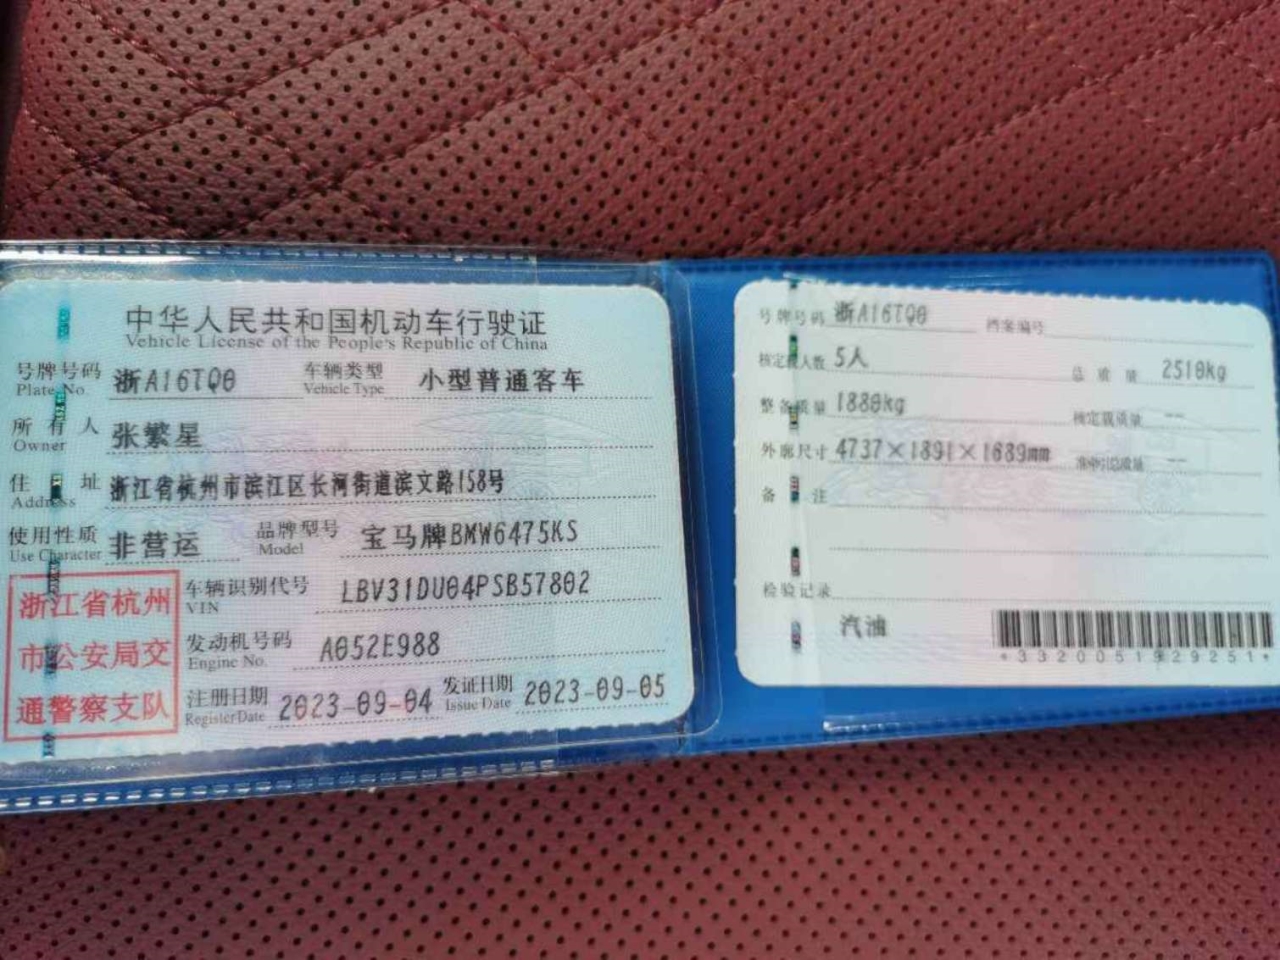 中华人民共和国机动车行驶证
Vehicle License of the People's Republic of China
号牌号码 Plate No. 浙A16TQ0 车辆类型 Vehicle Type 小型普通客车
所有人 Owner 张繁星
住址 Address 浙江省杭州市滨江区长河街道滨文路158号
使用性质 Use Character 非营运 品牌型号 Model 宝马牌BMW6475KS
浙江省杭州
市公安局交
通警察支队
车辆识别代号 VIN LBV31DU04PSB57802
发动机号码 Engine No. A052E988
注册日期 Register Date 2023-09-04 发证日期 Issue Date 2023-09-05
号牌号码 浙A16TQ0 档案编号
核定载人数 5人 总质量 2510kg
整备质量 1880kg 核定载质量 --
外廓尺寸 4737×1891×1689mm 准牵引总质量 --
备注
检验记录
汽油
*3320051929251*